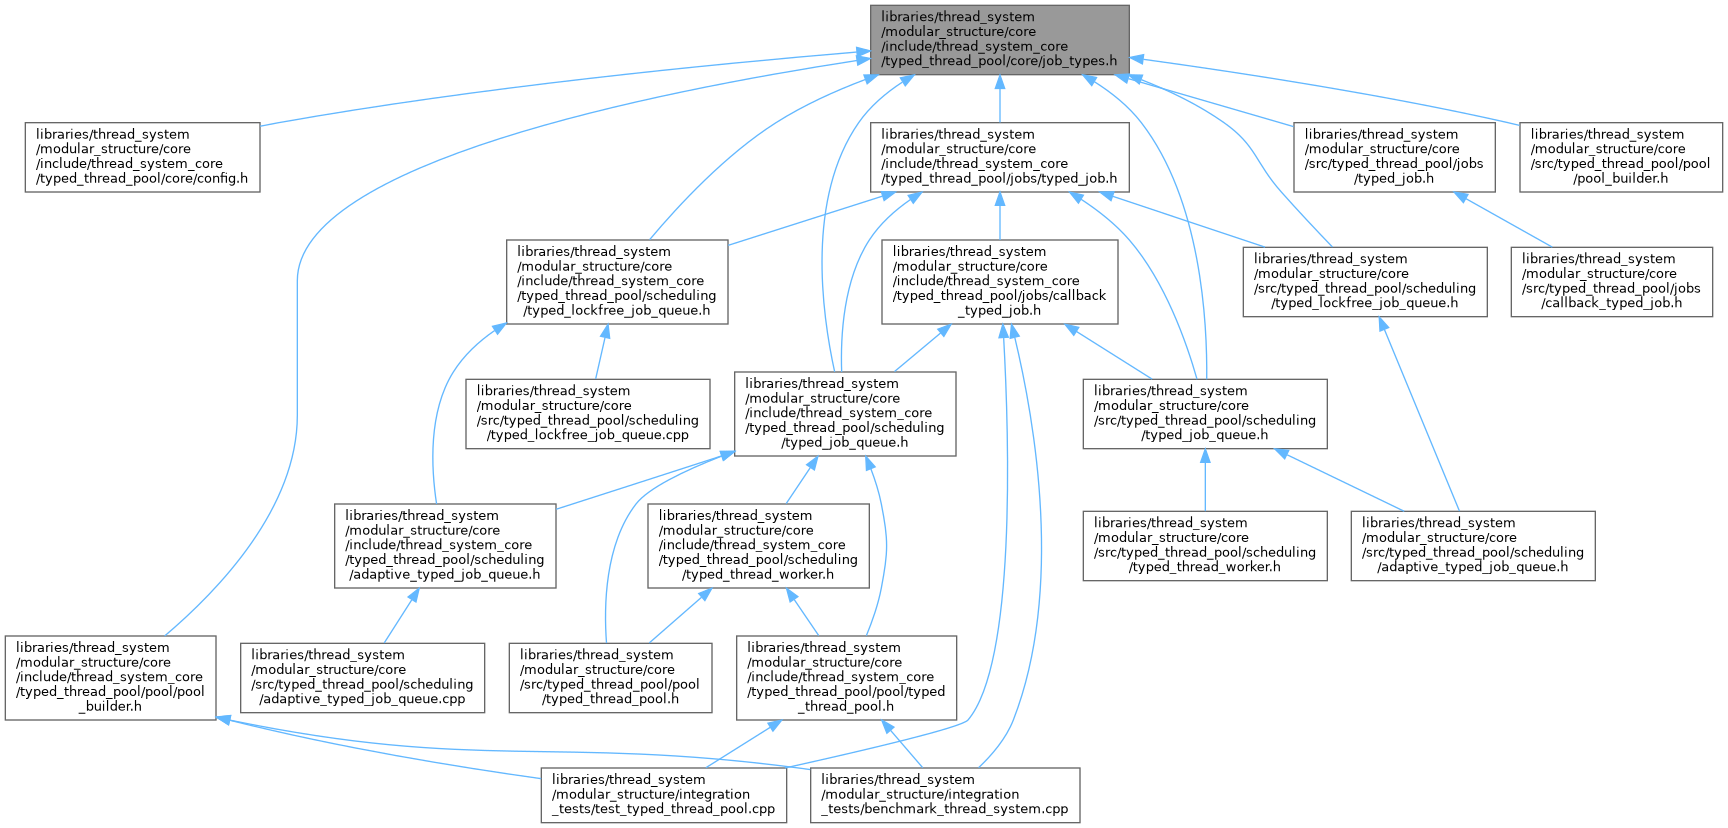 libraries/thread_system
/modular_structure/core
/include/thread_system_core
/typed_thread_pool/core/job_types.h
libraries/thread_system
/modular_structure/core
/include/thread_system_core
/typed_thread_pool/core/config.h
libraries/thread_system
/modular_structure/core
/include/thread_system_core
/typed_thread_pool/jobs/typed_job.h
libraries/thread_system
/modular_structure/core
/src/typed_thread_pool/jobs
/typed_job.h
libraries/thread_system
/modular_structure/core
/src/typed_thread_pool/pool
/pool_builder.h
libraries/thread_system
/modular_structure/core
/include/thread_system_core
/typed_thread_pool/scheduling
/typed_lockfree_job_queue.h
libraries/thread_system
/modular_structure/core
/include/thread_system_core
/typed_thread_pool/jobs/callback
_typed_job.h
libraries/thread_system
/modular_structure/core
/src/typed_thread_pool/scheduling
/typed_lockfree_job_queue.h
libraries/thread_system
/modular_structure/core
/src/typed_thread_pool/jobs
/callback_typed_job.h
libraries/thread_system
/modular_structure/core
/src/typed_thread_pool/scheduling
/typed_lockfree_job_queue.cpp
libraries/thread_system
/modular_structure/core
/include/thread_system_core
/typed_thread_pool/scheduling
/typed_job_queue.h
libraries/thread_system
/modular_structure/core
/src/typed_thread_pool/scheduling
/typed_job_queue.h
libraries/thread_system
/modular_structure/core
/include/thread_system_core
/typed_thread_pool/scheduling
/adaptive_typed_job_queue.h
libraries/thread_system
/modular_structure/core
/include/thread_system_core
/typed_thread_pool/scheduling
/typed_thread_worker.h
libraries/thread_system
/modular_structure/core
/src/typed_thread_pool/scheduling
/typed_thread_worker.h
libraries/thread_system
/modular_structure/core
/src/typed_thread_pool/scheduling
/adaptive_typed_job_queue.h
libraries/thread_system
/modular_structure/core
/include/thread_system_core
/typed_thread_pool/pool/pool
_builder.h
libraries/thread_system
/modular_structure/core
/src/typed_thread_pool/scheduling
/adaptive_typed_job_queue.cpp
libraries/thread_system
/modular_structure/core
/src/typed_thread_pool/pool
/typed_thread_pool.h
libraries/thread_system
/modular_structure/core
/include/thread_system_core
/typed_thread_pool/pool/typed
_thread_pool.h
libraries/thread_system
/modular_structure/integration
_tests/test_typed_thread_pool.cpp
libraries/thread_system
/modular_structure/integration
_tests/benchmark_thread_system.cpp